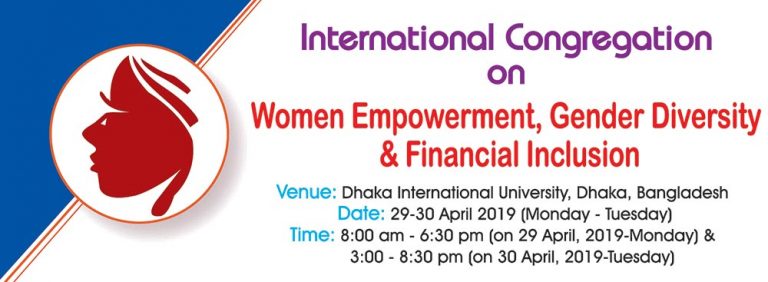 International Congregation
on
Women Empowerment, Gender Diversity
& Financial Inclusion
Venue: Dhaka International University, Dhaka, Bangladesh
Date: 29-30 April 2019 (Monday - Tuesday)
Time: 8:00 am - 6:30 pm (on 29 April, 2019-Monday) &
3:00 - 8:30 pm (on 30 April, 2019-Tuesday)